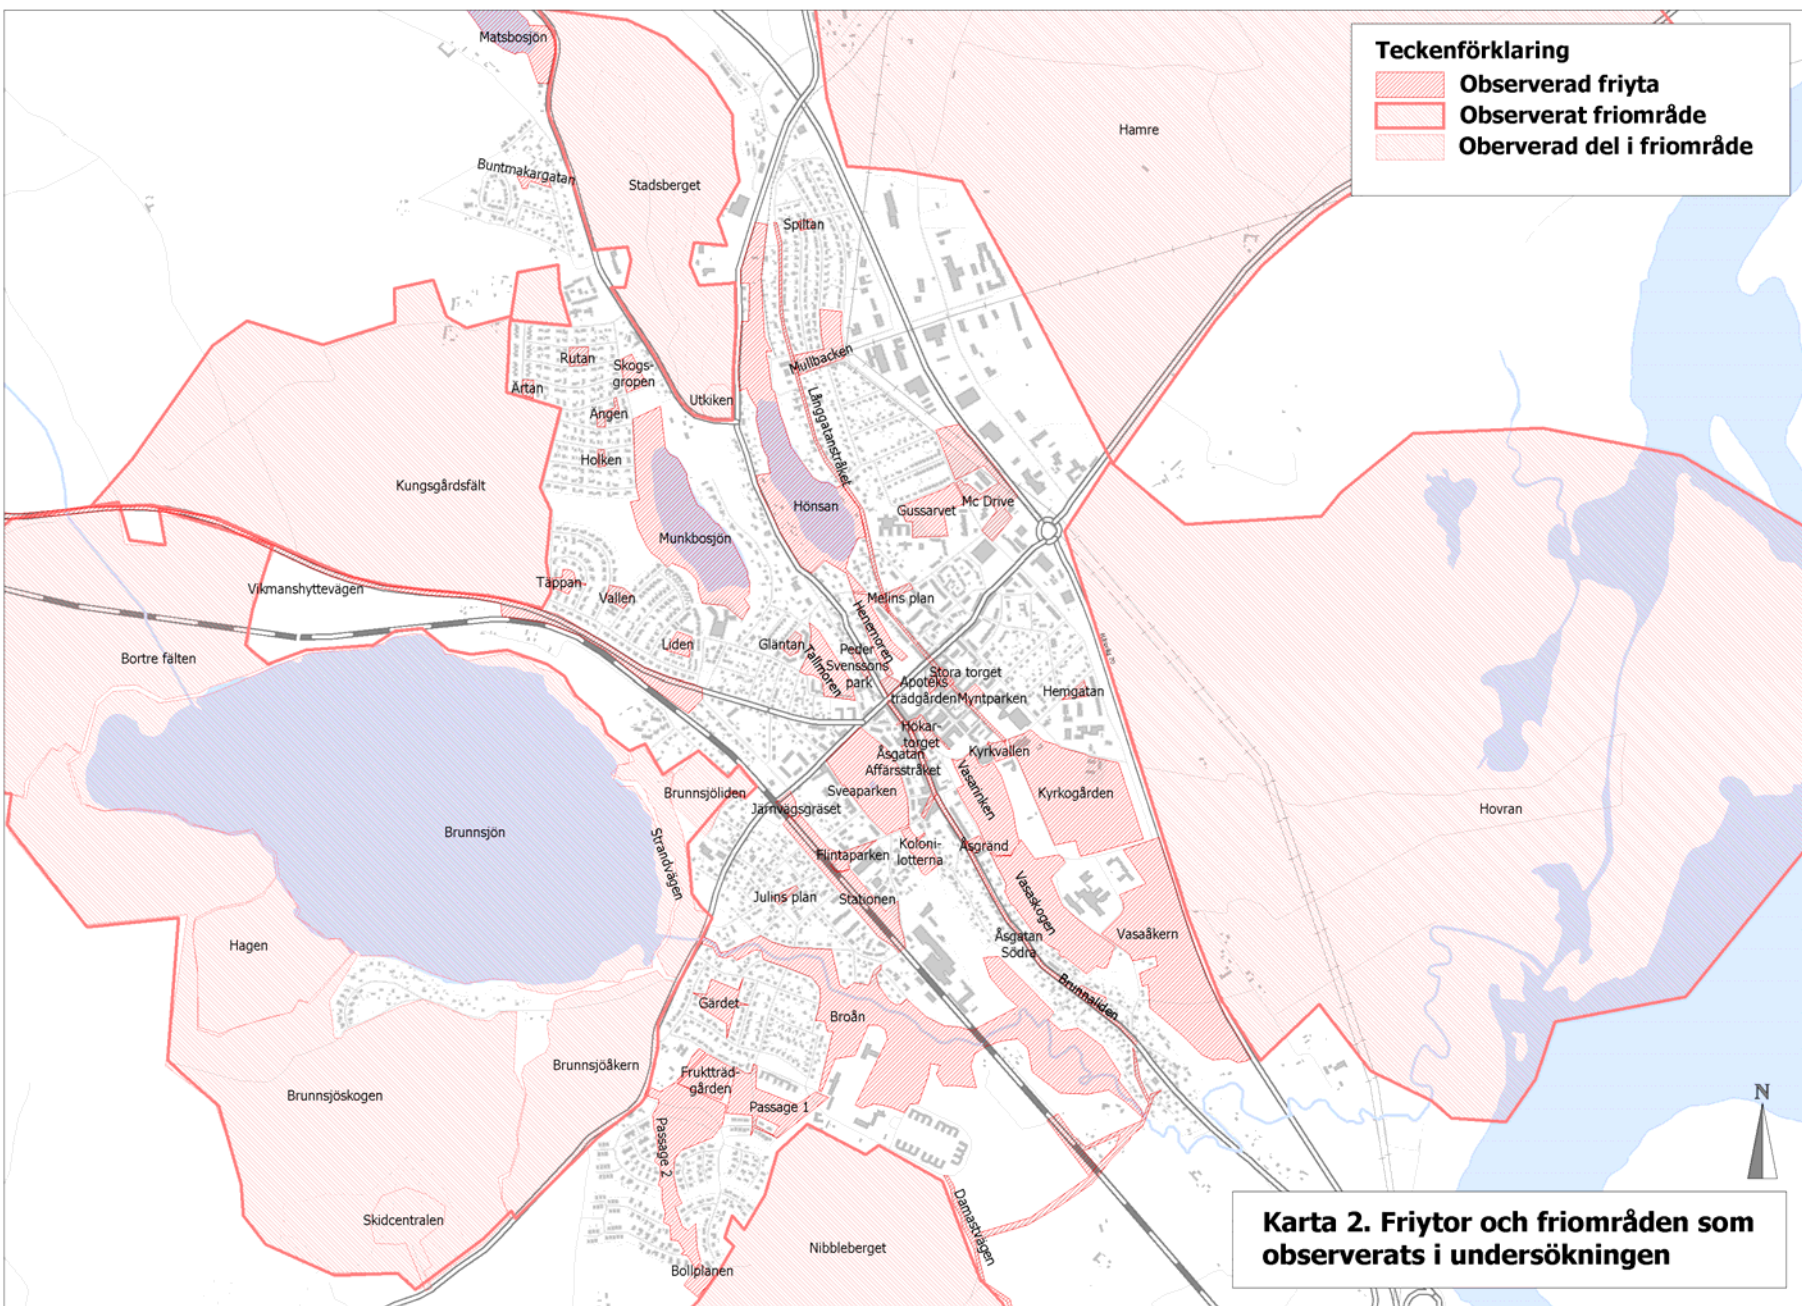 Teckenförklaring
Observerad friyta
Observerat friområde
Oberverad del i friområde
Matsbosjön
Hamre
Buntmakargatan
Stadsberget
Spiltan
Mullbacken
Rutan
Skogs-
gropen
Ärtan
Utkiken
Ängen
Långgatanstråket
Holken
Kungsgårdsfält
Hönsan
Gussarvet
Mc Drive
Munkbosjön
Vikmanshyttevägen
Täppan
Vallen
Melins plan
Henemoren
Liden
Gläntan
Tallmoren
Peder
Svenssons
park
Bortre fälten
Stora torget
Apoteks
trädgården
Myntparken
Hemgatan
Hökar-
torget
Kyrkvallen
Åsgatan
Affärsstråket
Vasarinken
Sveaparken
Kyrkogården
Brunnsjöliden
Järnvägsgräset
Hovran
Brunnsjön
Strandvägen
Flintaparken
Koloni-
lotterna
Åsgränd
Julins plan
Stationen
Vasaskogen
Vasaåkern
Hagen
Åsgatan
Södra
Brunnaliden
Gärdet
Broån
Brunnsjöåkern
Fruktträd-
gården
Brunnsjöskogen
Passage 1
Passage 2
N
Skidcentralen
Damastvägen
Nibbleberget
Bollplanen
Karta 2. Friytor och friområden som
observerats i undersökningen